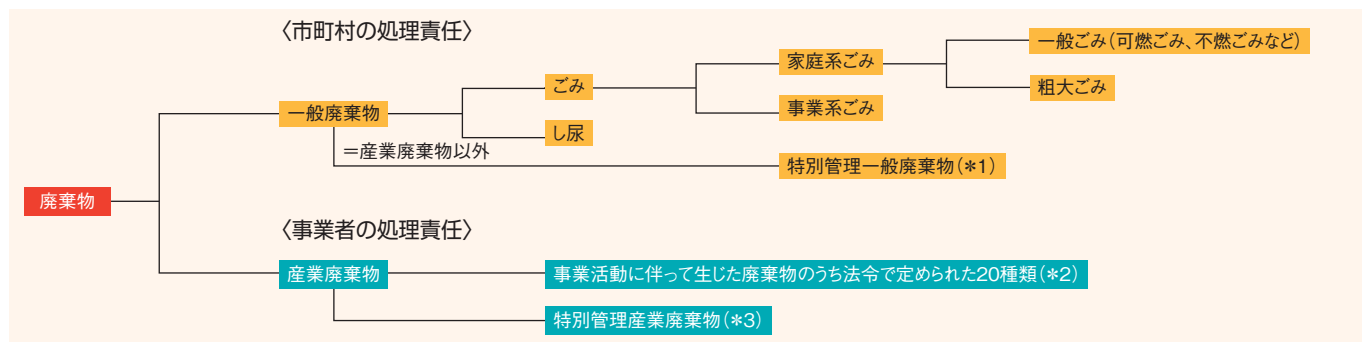 〈市町村の処理責任〉
一般ごみ(可燃ごみ、不燃ごみなど)
家庭系ごみ
ごみ
粗大ごみ
一般廃棄物
事業系ごみ
し尿
=産業廃棄物以外
特別管理一般廃棄物(*1)
廃棄物
〈事業者の処理責任〉
産業廃棄物
事業活動に伴って生じた廃棄物のうち法令で定められた20種類(*2)
特別管理産業廃棄物(*3)